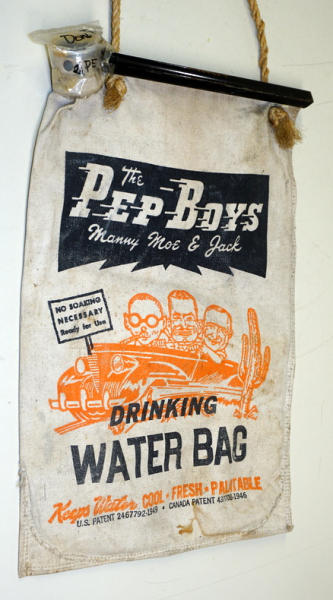 The
PEP BOYS
Manny Moe & Jack
NO SOAKING
NECESSARY
Ready for Use
DRINKING
WATER BAG
Keeps Water COOL • FRESH • PALATABLE
U.S. PATENT 2467792-1949 • CANADA PATENT 1946